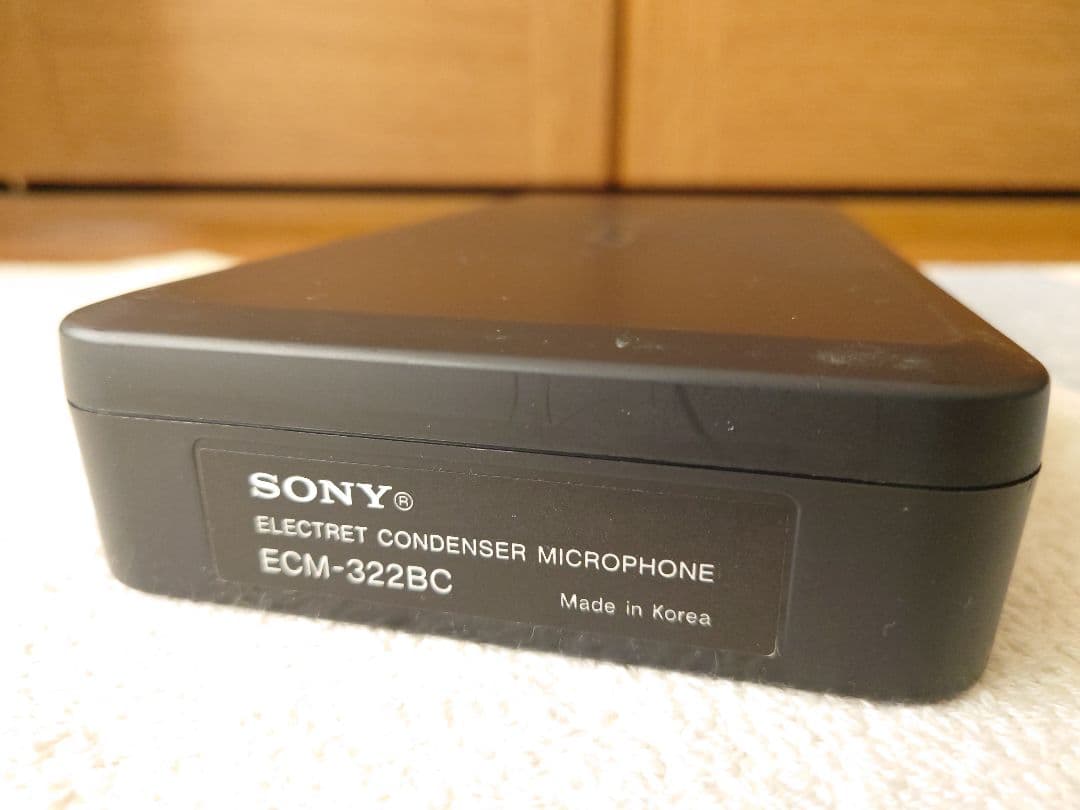 SONY®
ELECTRET CONDENSER MICROPHONE
ECM-322BC
Made in Korea